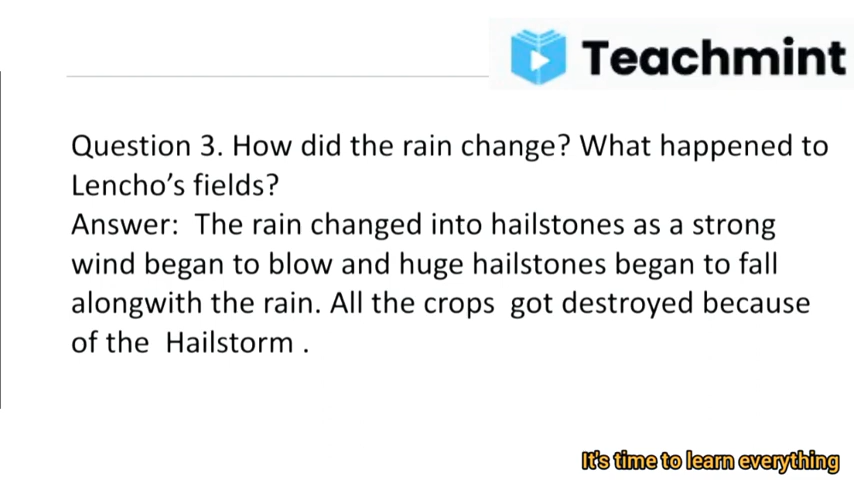 Teachmint
Question 3. How did the rain change? What happened to
Lencho’s fields?
Answer:  The rain changed into hailstones as a strong
wind began to blow and huge hailstones began to fall
alongwith the rain. All the crops  got destroyed because
of the  Hailstorm .
It's time to learn everything